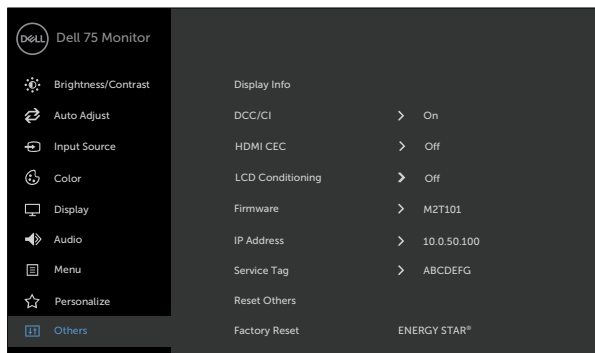 DELL Dell 75 Monitor
Brightness/Contrast
Auto Adjust
Input Source
Color
Display
Audio
Menu
Personalize
Others
Display Info
DCC/CI > On
HDMI CEC > Off
LCD Conditioning > Off
Firmware > M2T101
IP Address > 10.0.50.100
Service Tag > ABCDEFG
Reset Others
Factory Reset ENERGY STAR®